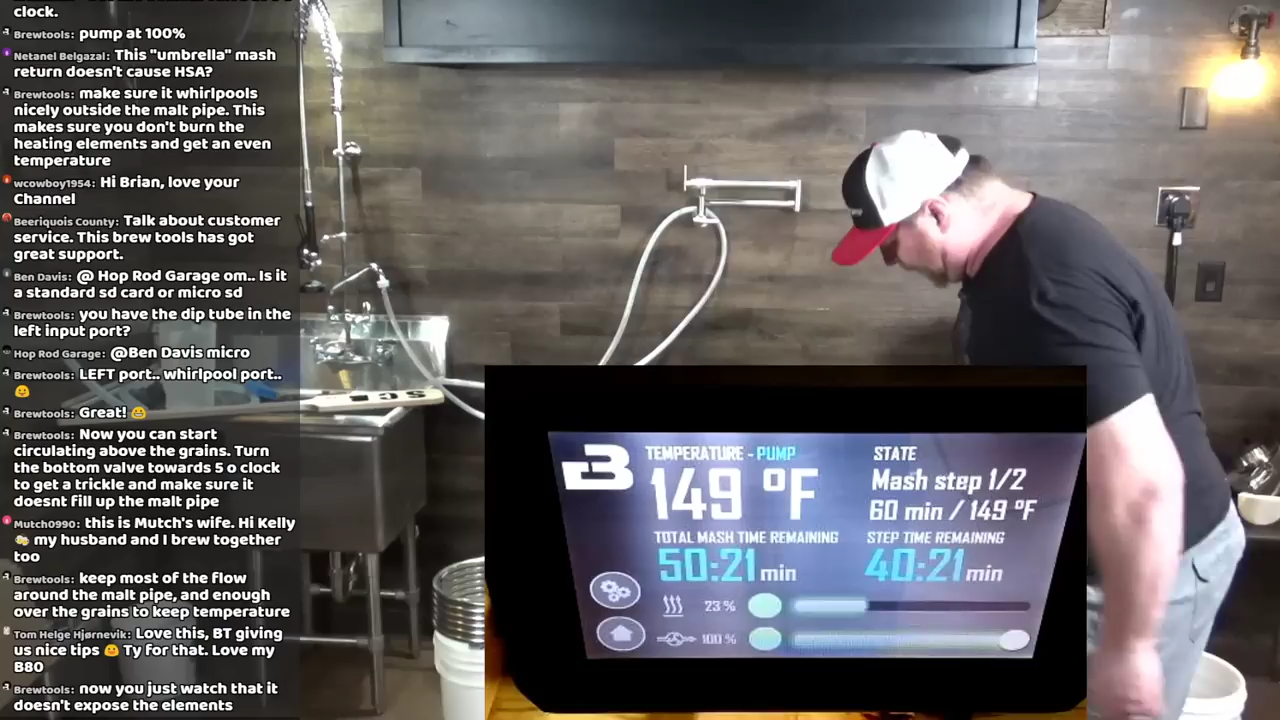 clock.
Brewtools: pump at 100%
Netanel Belgazal: This "umbrella" mash
return doesn't cause HSA?
Brewtools: make sure it whirlpools
nicely outside the malt pipe. This
makes sure you don't burn the
heating elements and get an even
temperature
wcowboy1954: Hi Brian, love your
Channel
Beeriquois County: Talk about customer
service. This brew tools has got
great support.
Ben Davis: @ Hop Rod Garage om.. Is it
a standard sd card or micro sd
Brewtools: you have the dip tube in the
left input port?
Hop Rod Garage: @Ben Davis micro
Brewtools: LEFT port.. whirlpool port..
🙂
Brewtools: Great! 😀
Brewtools: Now you can start
circulating above the grains. Turn
the bottom valve towards 5 o clock
to get a trickle and make sure it
doesnt fill up the malt pipe
Mutch0990: this is Mutch's wife. Hi Kelly
🍻 my husband and I brew together
too
Brewtools: keep most of the flow
around the malt pipe, and enough
over the grains to keep temperature
Tom Helge Hjørnevik: Love this, BT giving
us nice tips 🙂 Ty for that. Love my
B80
Brewtools: now you just watch that it
doesn't expose the elements
B
TEMPERATURE - PUMP
149 ºF
STATE
Mash step 1/2
60 min / 149 ºF
TOTAL MASH TIME REMAINING
50:21 min
STEP TIME REMAINING
40:21 min
23 %
100 %